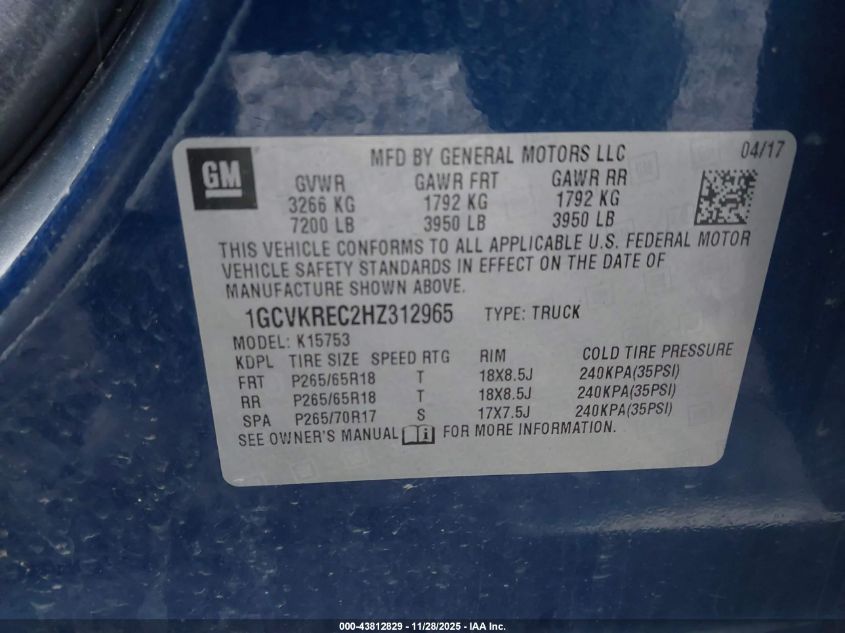 GM
MFD BY GENERAL MOTORS LLC 04/17
GVWR GAWR FRT GAWR RR
3266 KG 1792 KG 1792 KG
7200 LB 3950 LB 3950 LB
THIS VEHICLE CONFORMS TO ALL APPLICABLE U.S. FEDERAL MOTOR
VEHICLE SAFETY STANDARDS IN EFFECT ON THE DATE OF
MANUFACTURE SHOWN ABOVE.
1GCVKREC2HZ312965 TYPE: TRUCK
MODEL: K15753
KDPL TIRE SIZE SPEED RTG RIM COLD TIRE PRESSURE
FRT P265/65R18 T 18X8.5J 240KPA(35PSI)
RR P265/65R18 T 18X8.5J 240KPA(35PSI)
SPA P265/70R17 S 17X7.5J 240KPA(35PSI)
SEE OWNER'S MANUAL FOR MORE INFORMATION.
000-43812829 - 11/28/2025 - IAA Inc.